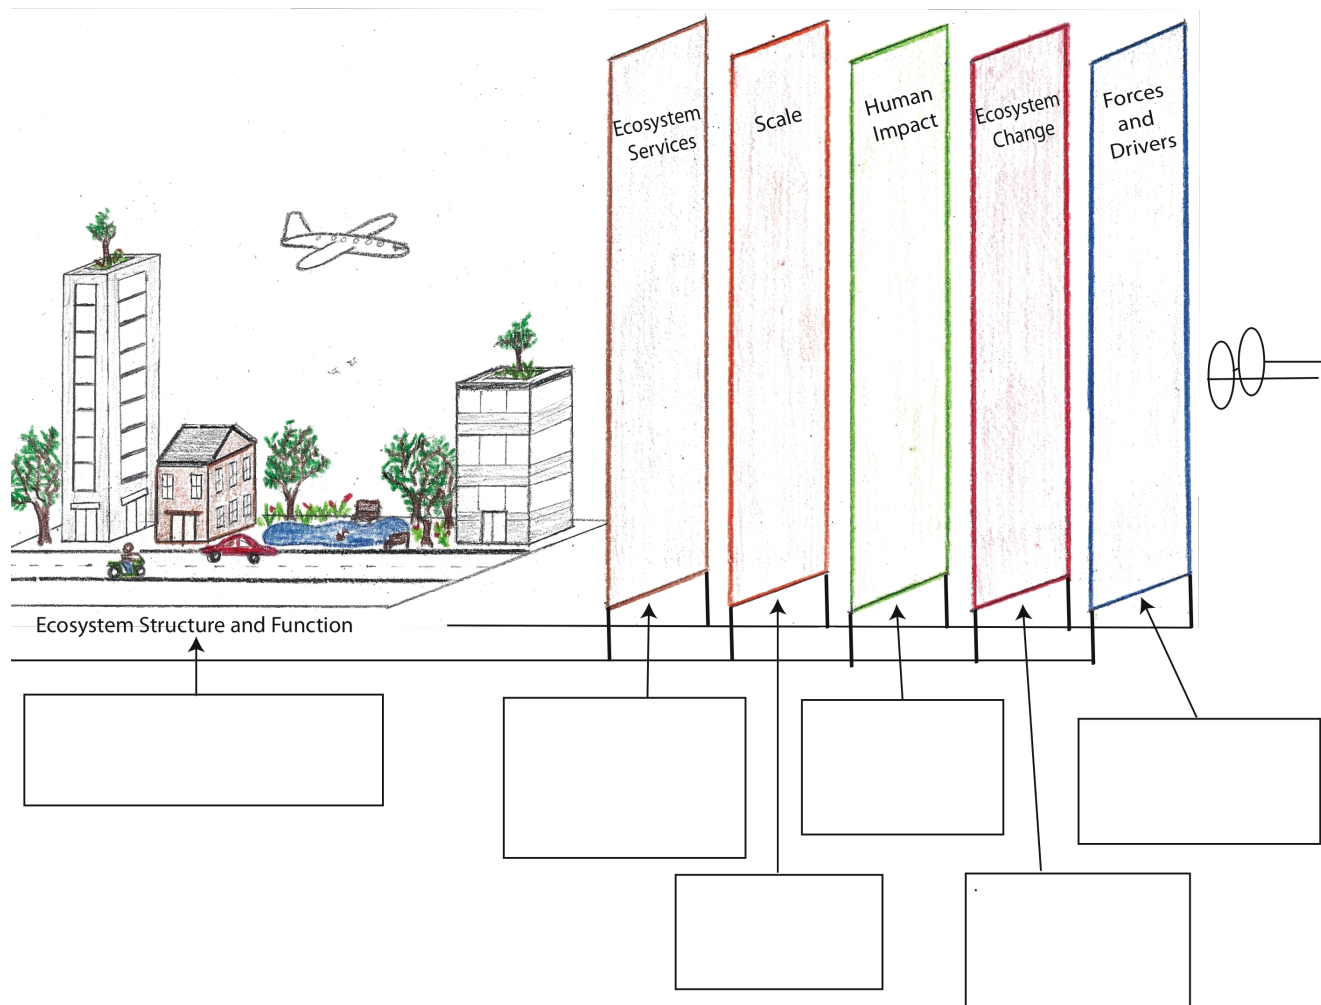 Ecosystem
Services
Scale
Human
Impact
Ecosystem
Change
Forces
and
Drivers
Ecosystem Structure and Function